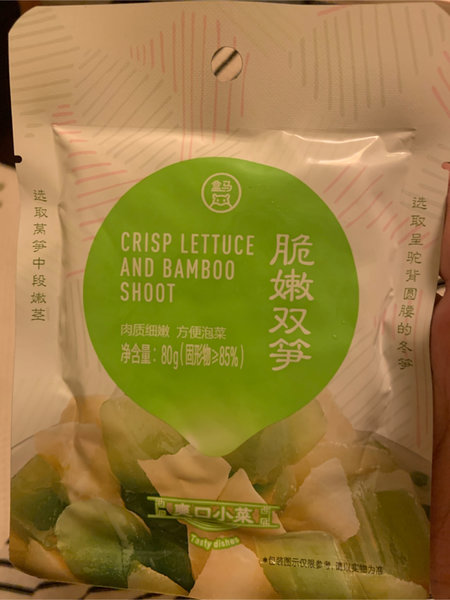 盒马
CRISP LETTUCE
AND BAMBOO
SHOOT
脆嫩双笋
肉质细嫩 方便泡菜
净含量：80g(固形物≥85%)
选取莴笋中段嫩茎
选取呈驼背圆腰的冬笋
爽口小菜
Tasty dishes
*包装图示仅限参考，请以实物为准